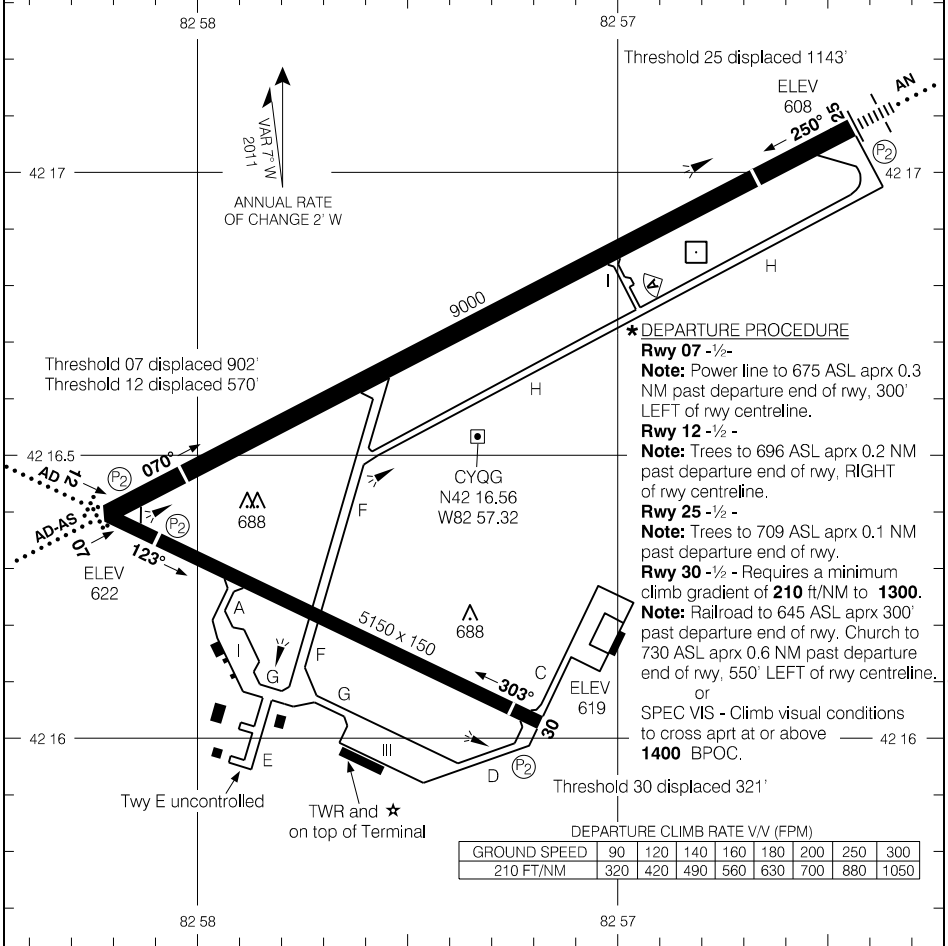 82 58
82 57
Threshold 25 displaced 1143'
ELEV
608
25
AN
250°
P2
VAR 7° W
2011
42 17
42 17
ANNUAL RATE
OF CHANGE 2' W
H
I
A
9000
Threshold 07 displaced 902'
Threshold 12 displaced 570'
H
* DEPARTURE PROCEDURE
Rwy 07 -½-
Note: Power line to 675 ASL aprx 0.3
NM past departure end of rwy, 300'
LEFT of rwy centreline.
Rwy 12 -½ -
Note: Trees to 696 ASL aprx 0.2 NM
past departure end of rwy, RIGHT
of rwy centreline.
Rwy 25 -½ -
Note: Trees to 709 ASL aprx 0.1 NM
past departure end of rwy.
Rwy 30 -½ - Requires a minimum
climb gradient of 210 ft/NM to 1300.
Note: Railroad to 645 ASL aprx 300'
past departure end of rwy. Church to
730 ASL aprx 0.6 NM past departure
end of rwy, 550' LEFT of rwy centreline.
or
SPEC VIS - Climb visual conditions
to cross aprt at or above
1400 BPOC.
42 16.5
AD
12
P2
070°
CYQG
N42 16.56
W82 57.32
F
688
P2
AD-AS
07
123°
ELEV
622
A
5150 x 150
688
I
F
G
G
C
303°
ELEV
619
30
42 16
42 16
E
III
D
P2
Twy E uncontrolled
TWR and ☆
on top of Terminal
Threshold 30 displaced 321'
DEPARTURE CLIMB RATE V/V (FPM)
GROUND SPEED 90 120 140 160 180 200 250 300
210 FT/NM 320 420 490 560 630 700 880 1050
82 58
82 57